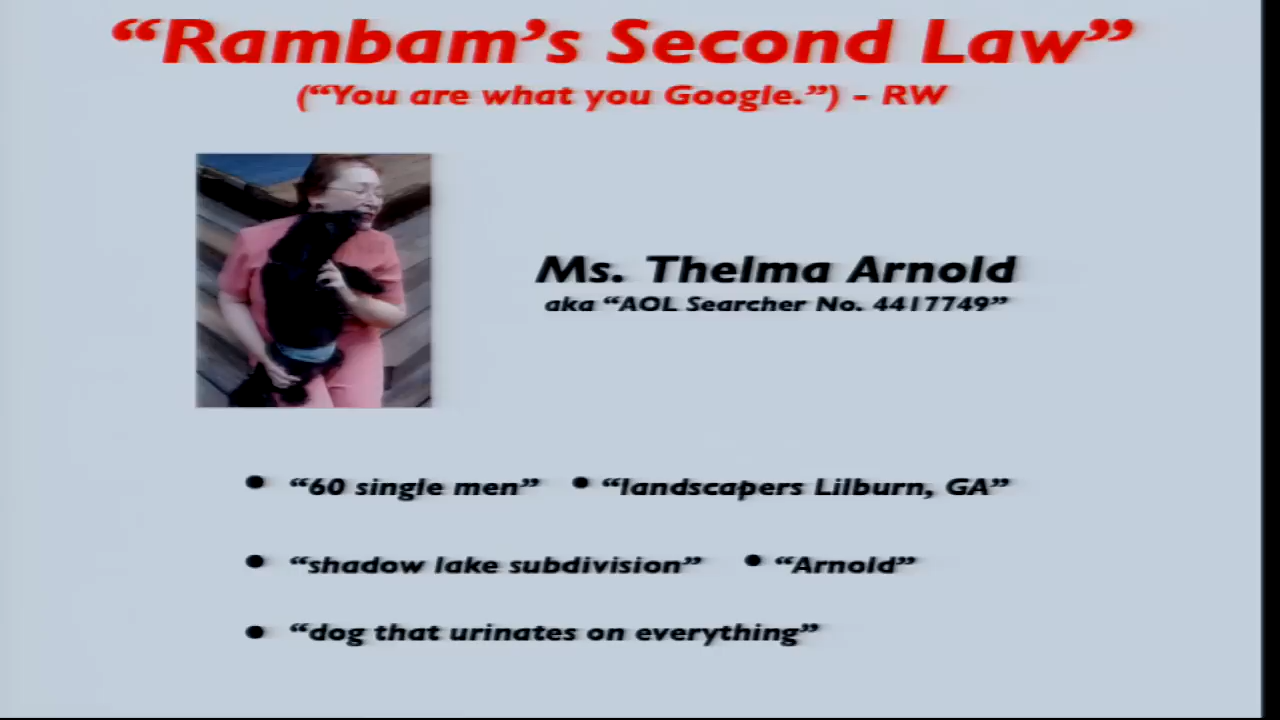 “Rambam’s Second Law”
(“You are what you Google.”) - RW
Ms. Thelma Arnold
aka “AOL Searcher No. 4417749”
• “60 single men” • “landscapers Lilburn, GA”
• “shadow lake subdivision” • “Arnold”
• “dog that urinates on everything”